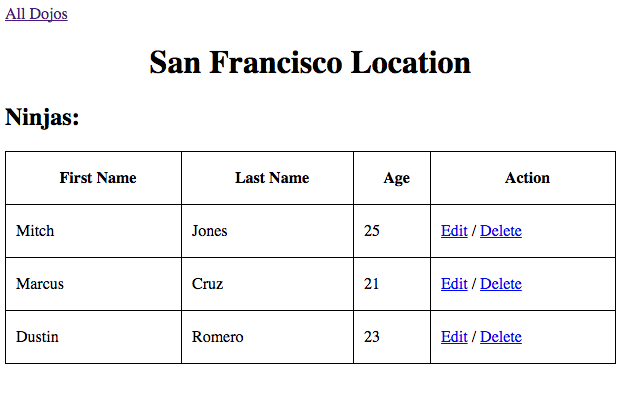 All Dojos
San Francisco Location
Ninjas:
First Name Last Name Age Action
Mitch Jones 25 Edit / Delete
Marcus Cruz 21 Edit / Delete
Dustin Romero 23 Edit / Delete